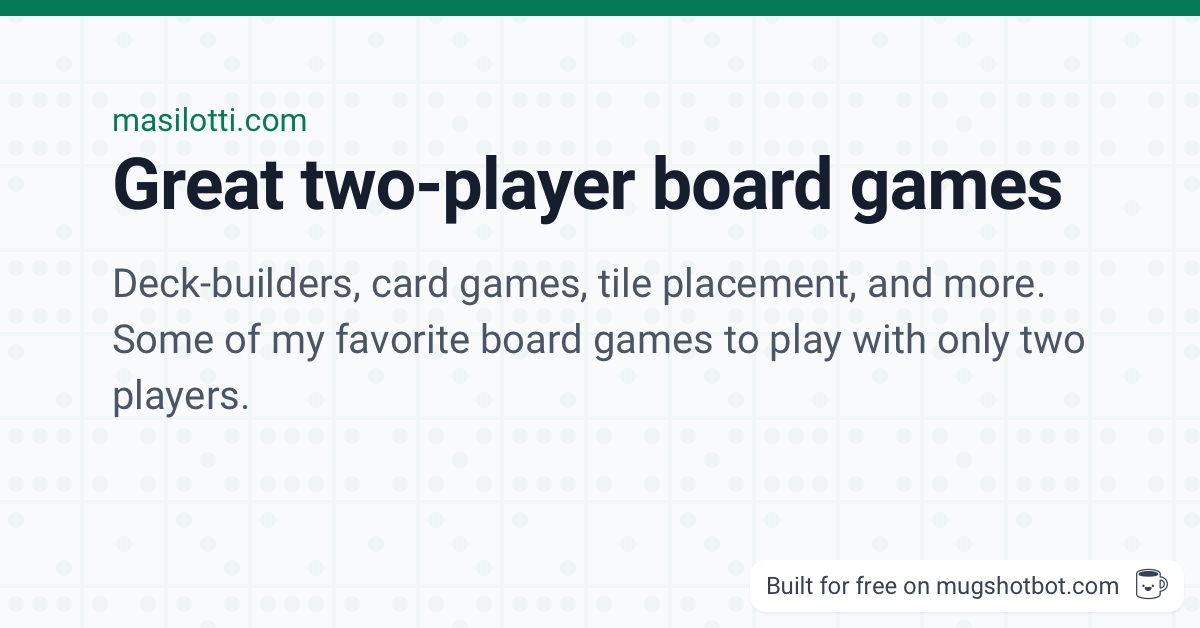 masilotti.com
Great two-player board games
Deck-builders, card games, tile placement, and more.
Some of my favorite board games to play with only two
players.
Built for free on mugshotbot.com